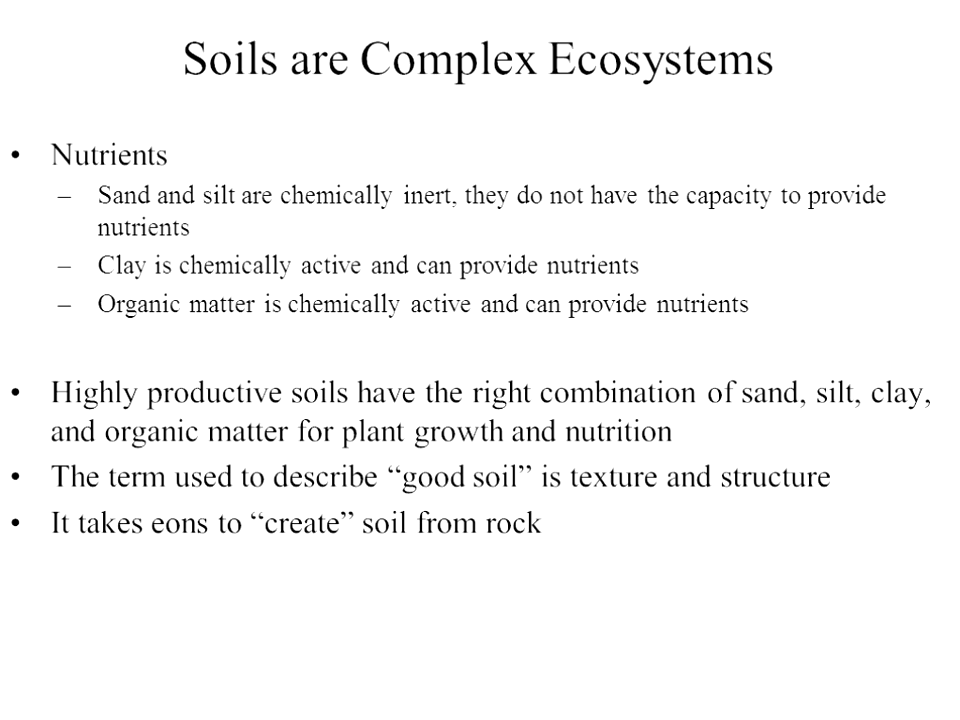 Soils are Complex Ecosystems
• Nutrients
– Sand and silt are chemically inert, they do not have the capacity to provide
nutrients
– Clay is chemically active and can provide nutrients
– Organic matter is chemically active and can provide nutrients
• Highly productive soils have the right combination of sand, silt, clay,
and organic matter for plant growth and nutrition
• The term used to describe “good soil” is texture and structure
• It takes eons to “create” soil from rock